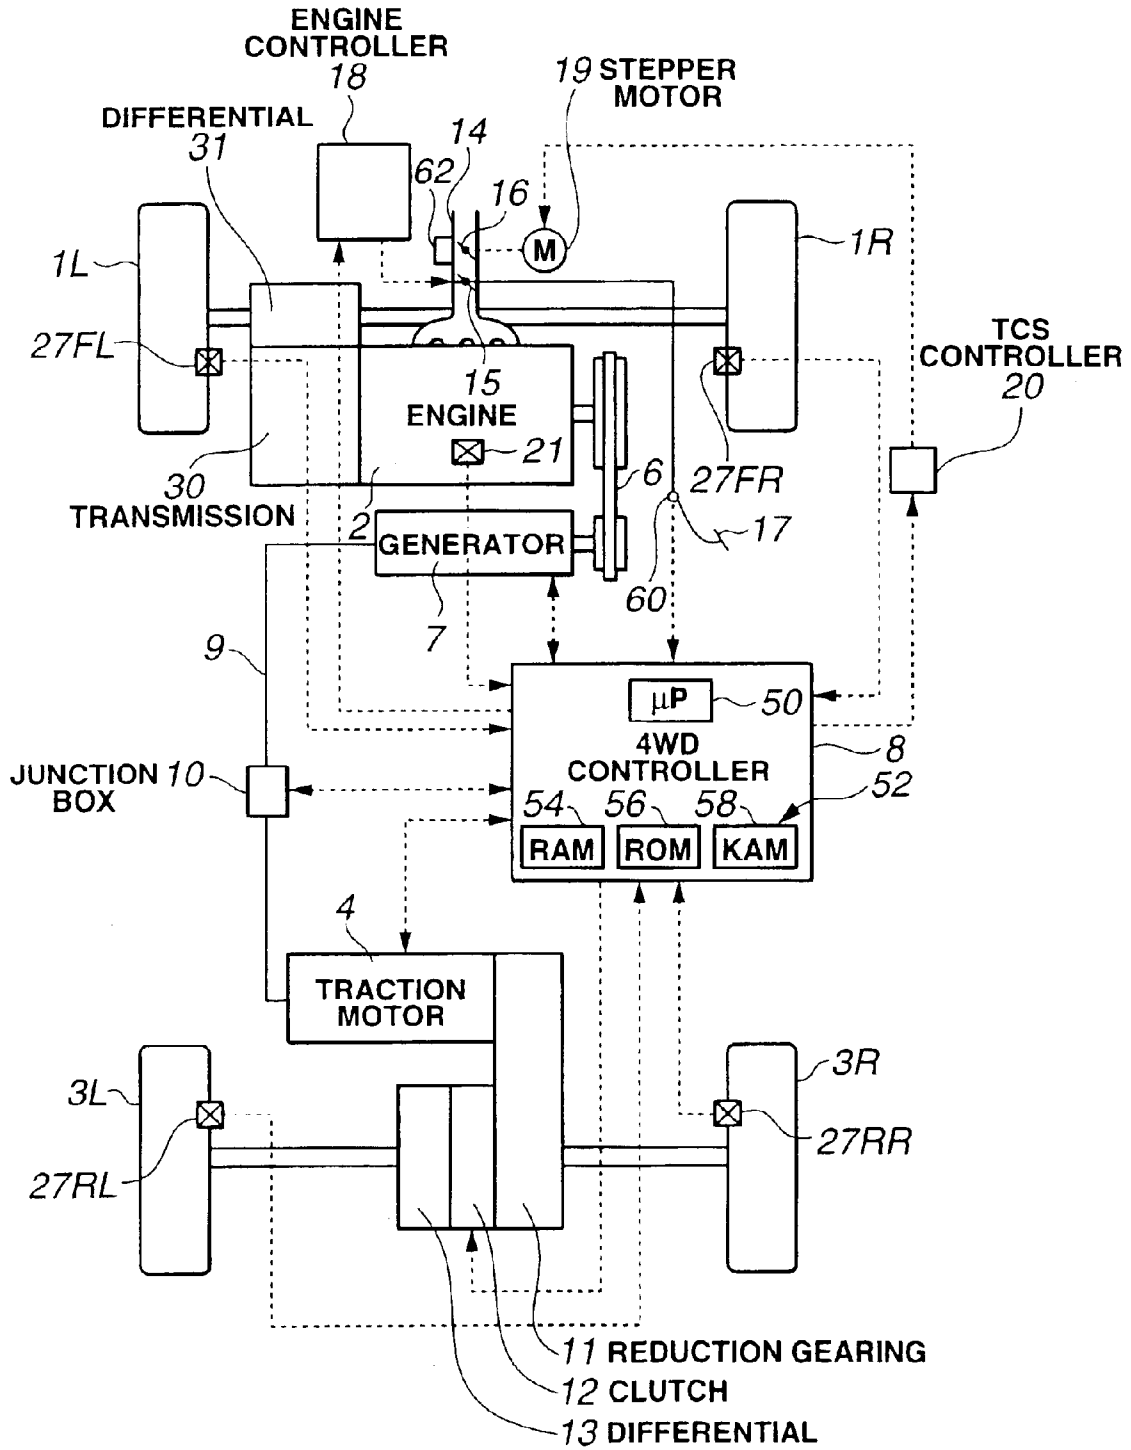 ENGINE
CONTROLLER
18
19 STEPPER
MOTOR
DIFFERENTIAL
31
14
62
16
M
1L
1R
27FL
TCS
CONTROLLER
20
15
ENGINE
21
6
27FR
30
TRANSMISSION
2
17
GENERATOR
60
7
9
µP
50
4WD
CONTROLLER
8
JUNCTION
BOX
10
54
56
58
52
RAM
ROM
KAM
4
TRACTION
MOTOR
3L
3R
27RL
27RR
11 REDUCTION GEARING
12 CLUTCH
13 DIFFERENTIAL